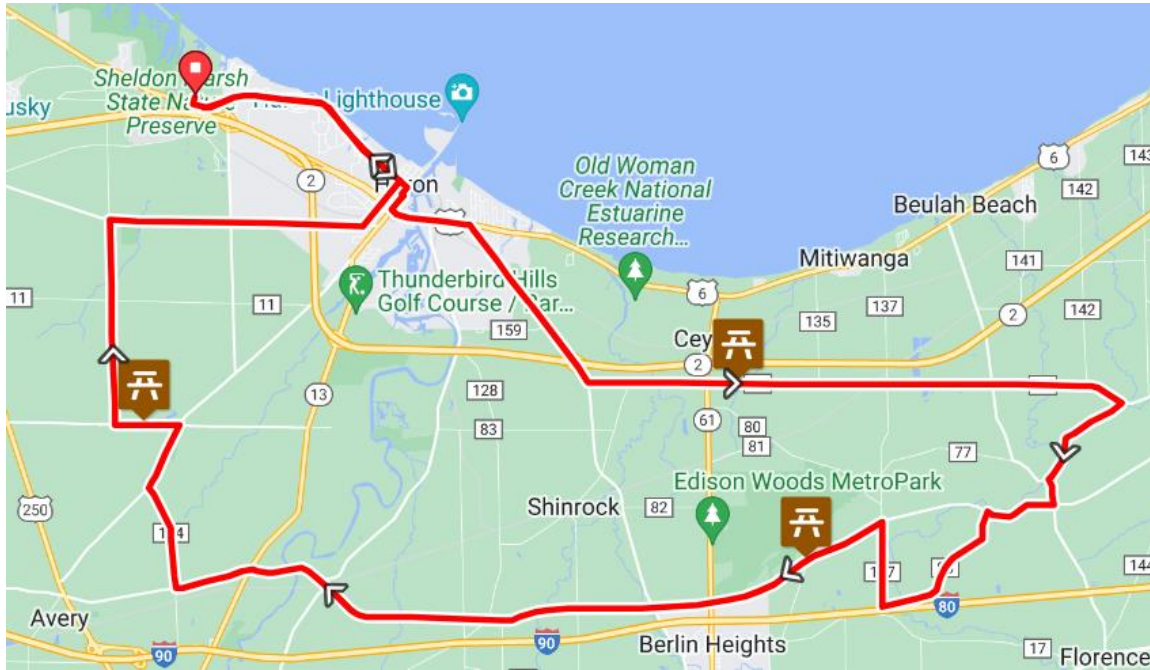 Sheldon Marsh
State Nature
Preserve
usky
Lighthouse
2
Huron
6
Old Woman
Creek National
Estuarine
Research...
6
143
142
Beulah Beach
Mitiwanga
141
142
11
11
Thunderbird Hills
Golf Course / Par...
159
135
137
2
Cey
2
13
128
83
61
80
81
77
Edison Woods MetroPark
250
Shinrock
82
144
80
Avery
90
90
Berlin Heights
17
Florence